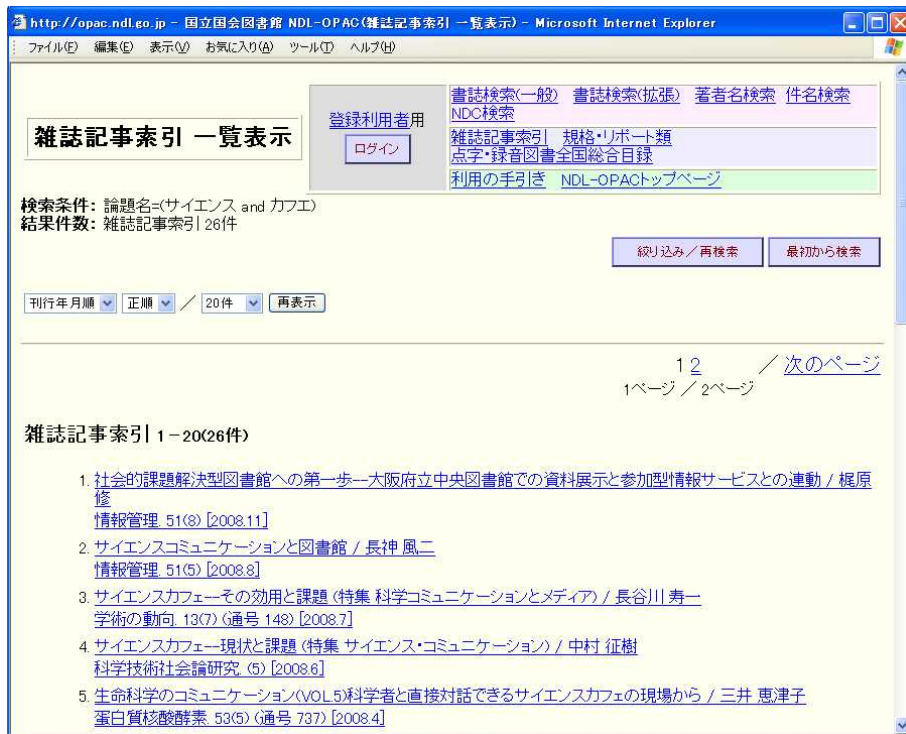 http://opac.ndl.go.jp - 国立国会図書館 NDL-OPAC(雑誌記事索引 一覧表示) - Microsoft Internet Explorer
ファイル(F) 編集(E) 表示(V) お気に入り(A) ツール(T) ヘルプ(H)
雑誌記事索引 一覧表示
登録利用者用
ログイン
書誌検索(一般) 書誌検索(拡張) 著者名検索 件名検索
NDC検索
雑誌記事索引 規格・リポート類
点字・録音図書全国総合目録
利用の手引き NDL-OPACトップページ
検索条件: 論題名=(サイエンス and カフエ)
結果件数: 雑誌記事索引 26件
絞り込み/再検索 最初から検索
刊行年月順 正順 / 20件 再表示
1 2 / 次のページ
1ページ / 2ページ
雑誌記事索引 1-20(26件)
1. 社会的課題解決型図書館への第一歩--大阪府立中央図書館での資料展示と参加型情報サービスとの連動 / 梶原
修
情報管理. 51(8) [2008.11]
2. サイエンスコミュニケーションと図書館 / 長神 風二
情報管理. 51(5) [2008.8]
3. サイエンスカフェ--その効用と課題 (特集 科学コミュニケーションとメディア) / 長谷川 寿一
学術の動向. 13(7) (通号 148) [2008.7]
4. サイエンスカフェ--現状と課題 (特集 サイエンス・コミュニケーション) / 中村 征樹
科学技術社会論研究. (5) [2008.6]
5. 生命科学のコミュニケーション(VOL.5)科学者と直接対話できるサイエンスカフェの現場から / 三井 恵津子
蛋白質核酸酵素. 53(5) (通号 737) [2008.4]